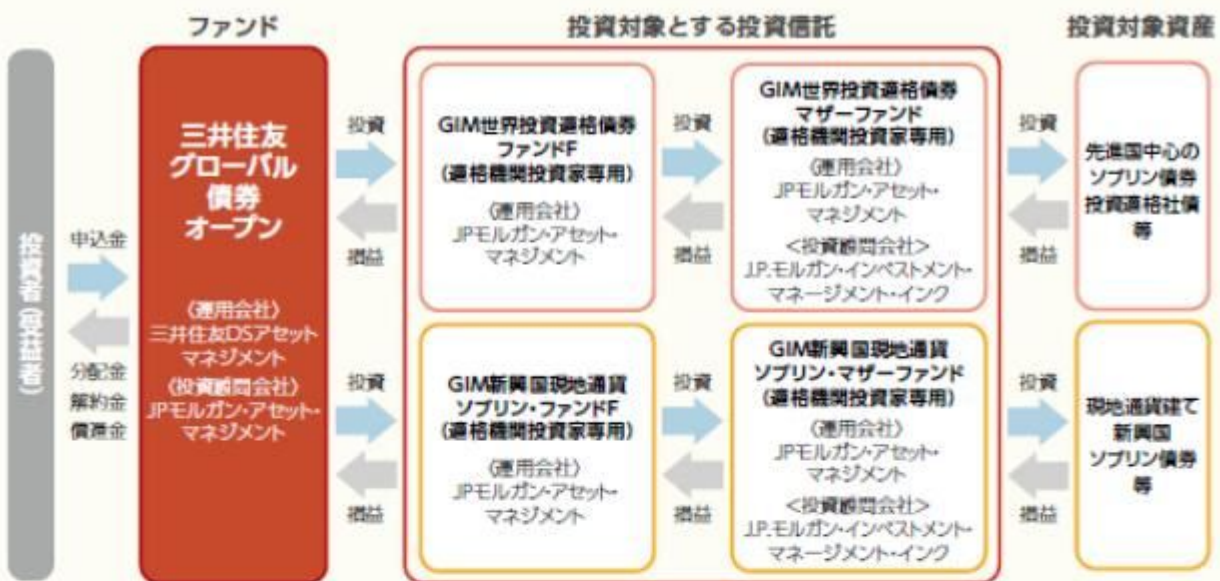 ファンド
投資対象とする投資信託
投資対象資産
投資者(受益者)
申込金
分配金
解約金
償還金
三井住友
グローバル
債券
オープン
〈運用会社〉
三井住友DSアセット
マネジメント
〈投資顧問会社〉
JPモルガン・アセット・
マネジメント
投資
損益
GIM世界投資適格債券
ファンドF
(適格機関投資家専用)
〈運用会社〉
JPモルガン・アセット・
マネジメント
投資
損益
GIM世界投資適格債券
マザーファンド
(適格機関投資家専用)
〈運用会社〉
JPモルガン・アセット・
マネジメント
<投資顧問会社>
J.P.モルガン・インベストメント・
マネージメント・インク
投資
損益
先進国中心の
ソブリン債券
投資適格社債
等
投資
損益
GIM新興国現地通貨
ソブリン・ファンドF
(適格機関投資家専用)
〈運用会社〉
JPモルガン・アセット・
マネジメント
投資
損益
GIM新興国現地通貨
ソブリン・マザーファンド
(適格機関投資家専用)
〈運用会社〉
JPモルガン・アセット・
マネジメント
<投資顧問会社>
J.P.モルガン・インベストメント・
マネージメント・インク
投資
損益
現地通貨建て
新興国
ソブリン債券
等